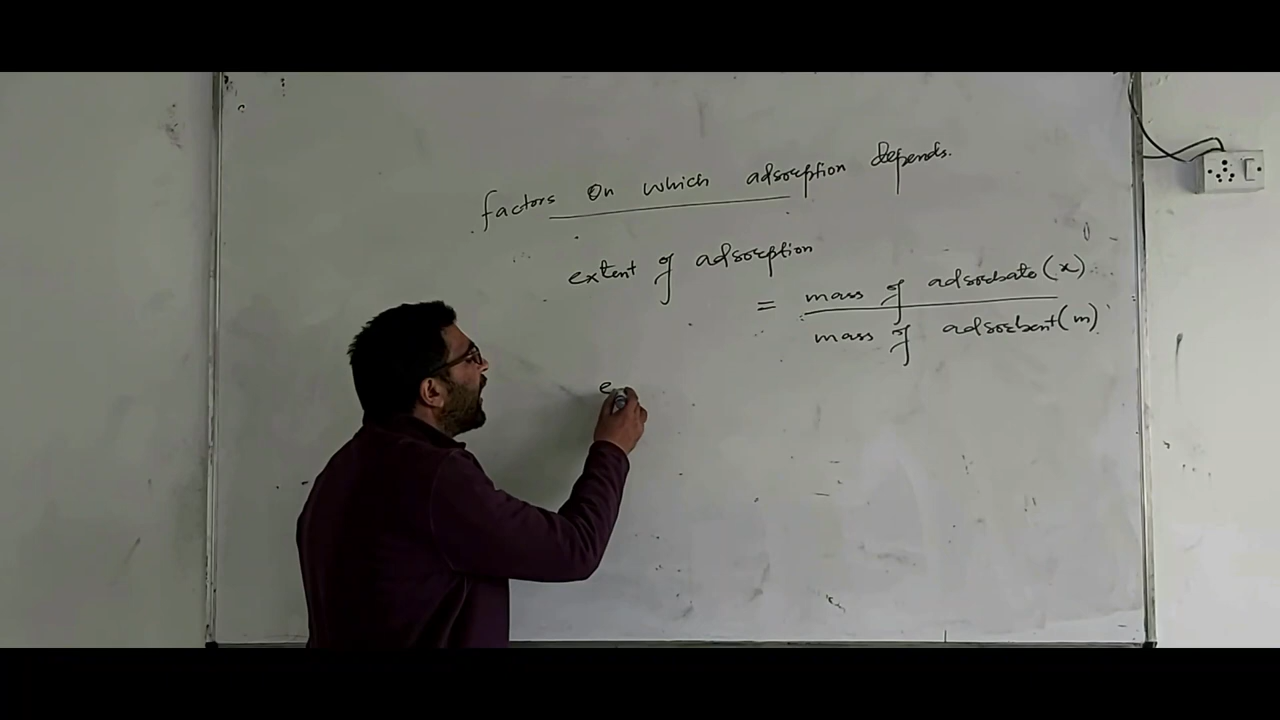 factors On which adsorption depends.
extent of adsorption
= mass of adsorbate (x)
mass of adsorbent (m)
e